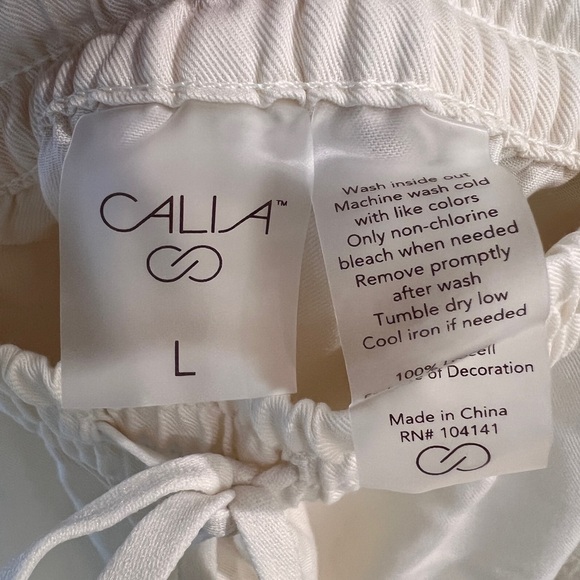 CALIA™
L
Wash inside out
Machine wash cold
with like colors
Only non-chlorine
bleach when needed
Remove promptly
after wash
Tumble dry low
Cool iron if needed
100%
of Decoration
Made in China
RN# 104141